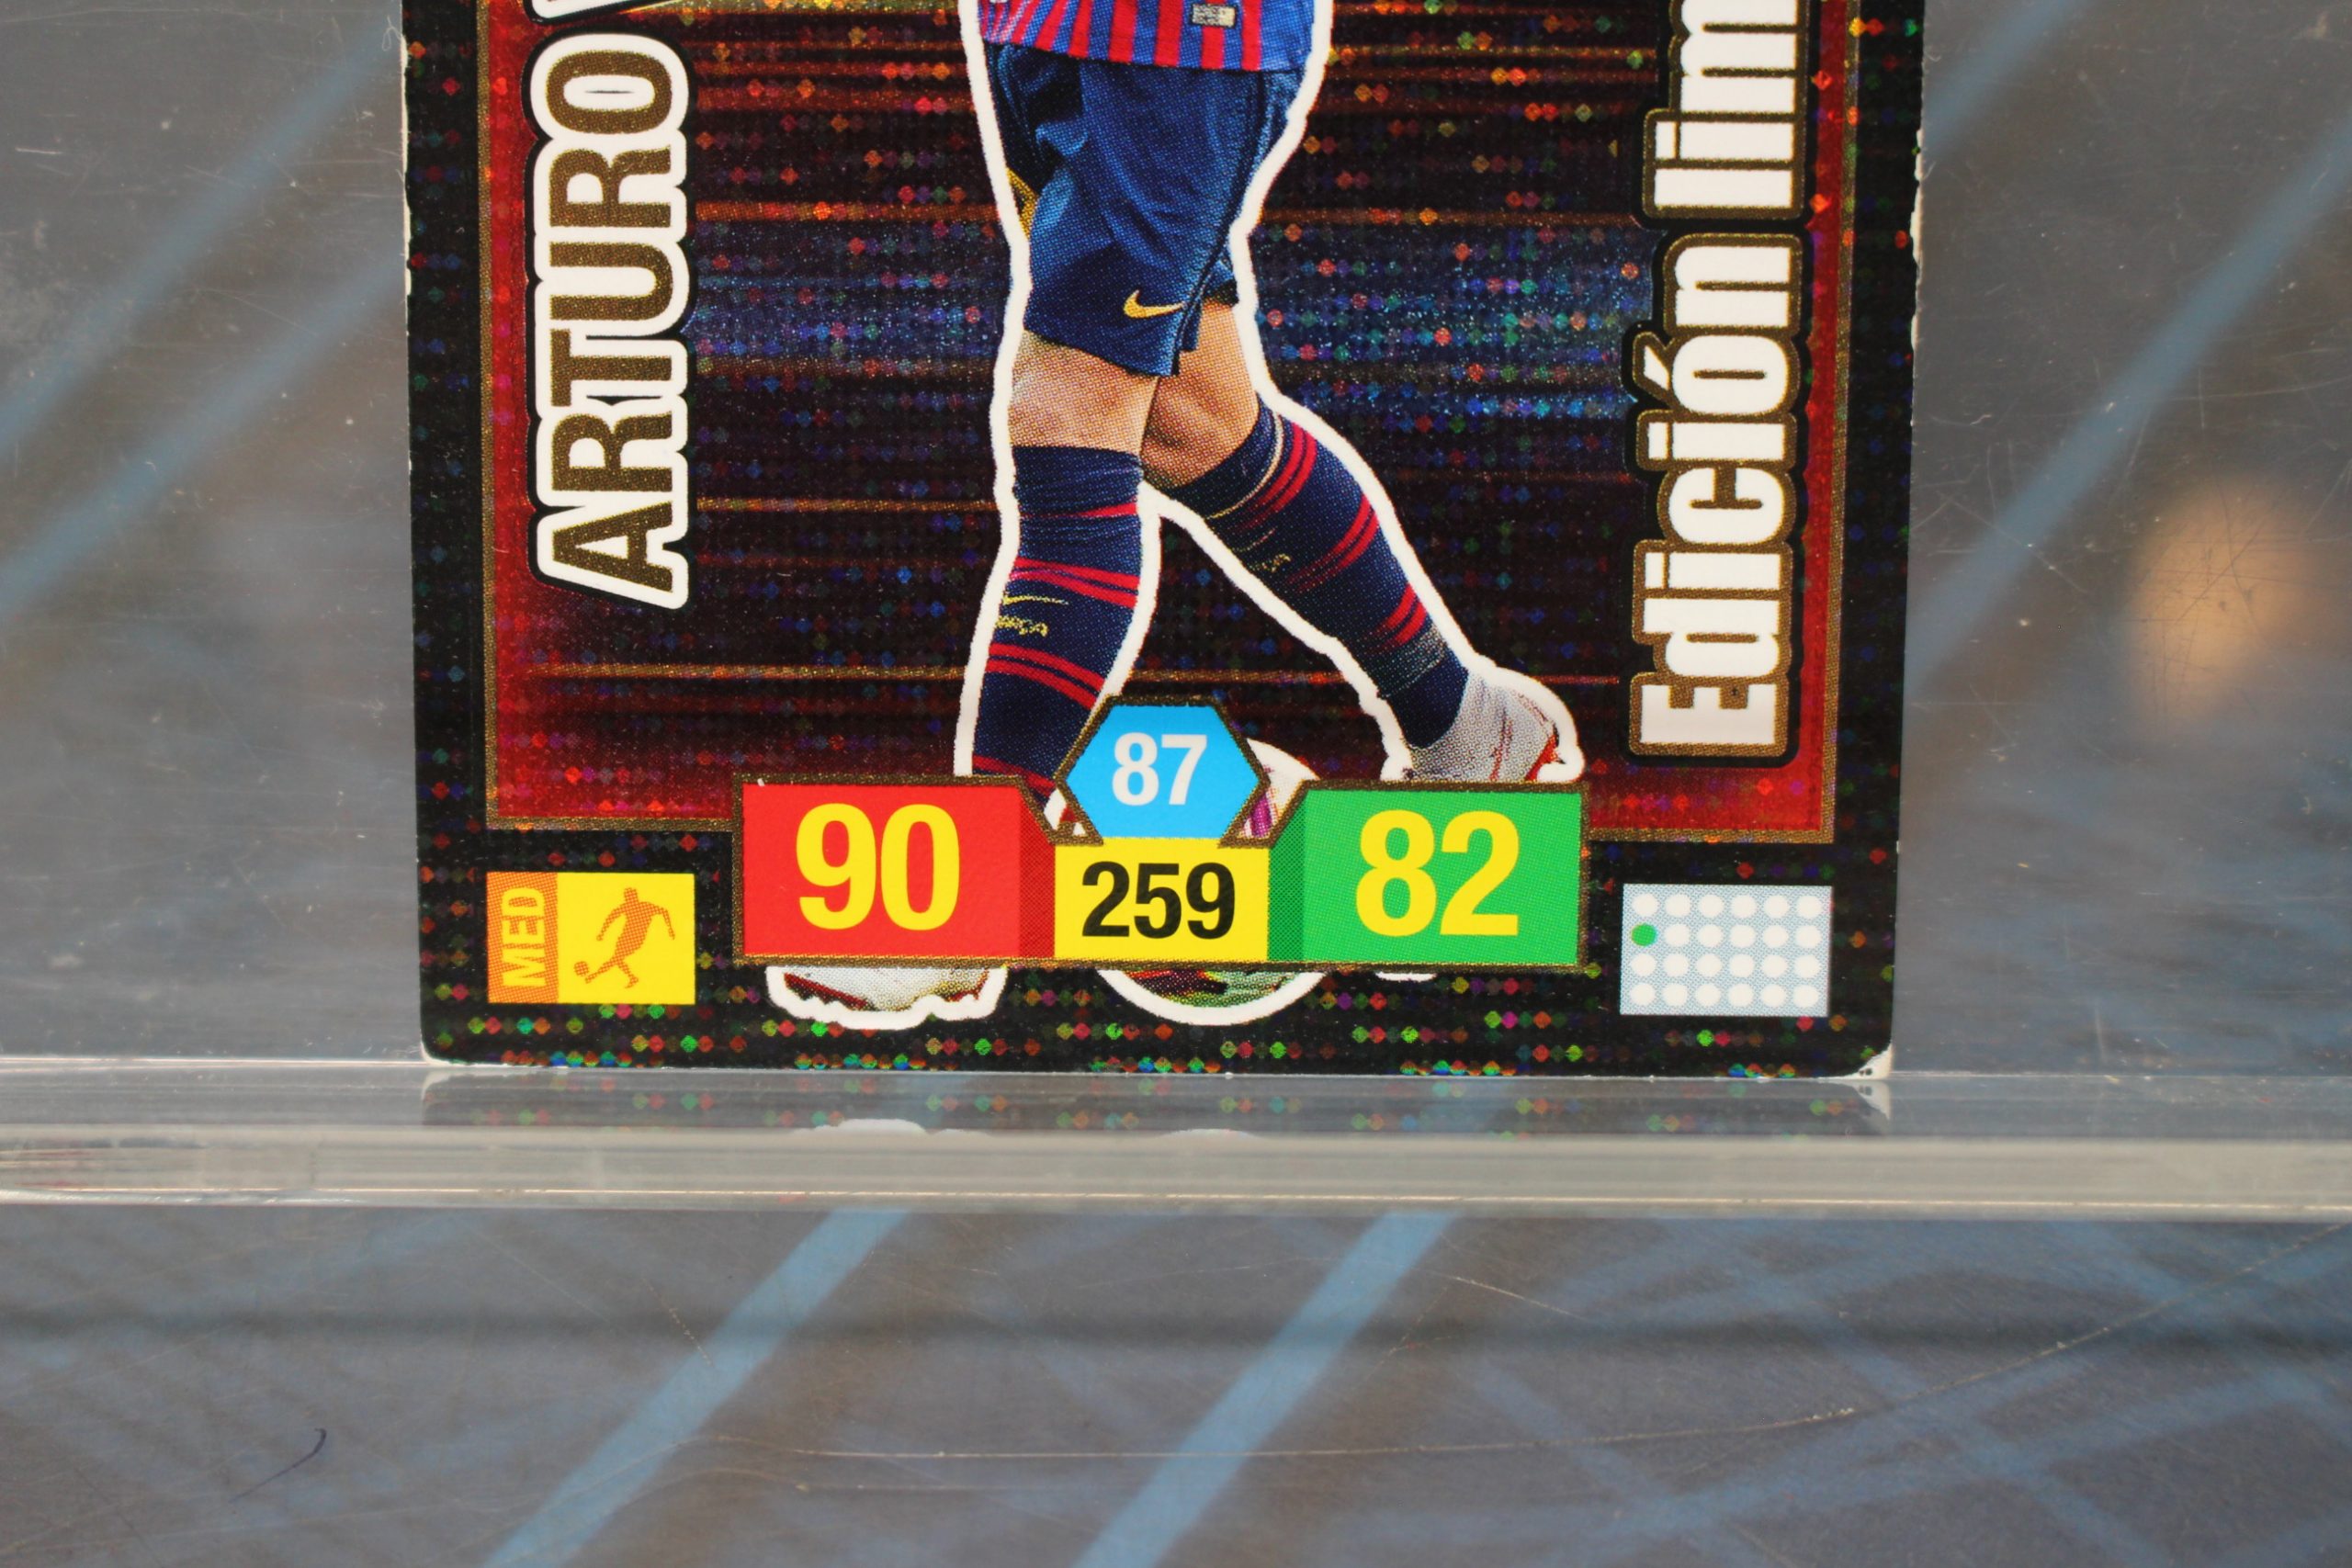 ARTURO
Edición lim
87
90
259
82
MED